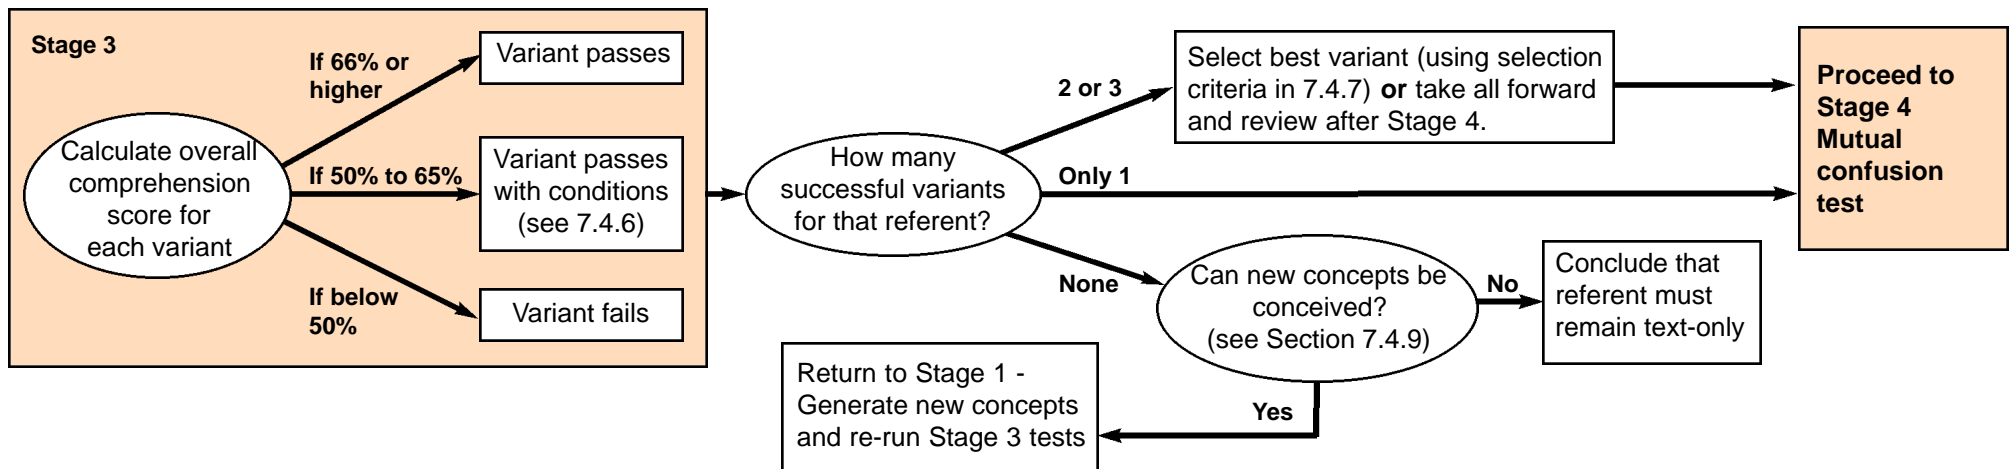 Stage 3
Calculate overall
comprehension
score for
each variant
If 66% or
higher
Variant passes
If 50% to 65%
Variant passes
with conditions
(see 7.4.6)
If below
50%
Variant fails
How many
successful variants
for that referent?
2 or 3
Select best variant (using selection
criteria in 7.4.7) or take all forward
and review after Stage 4.
Only 1
Proceed to
Stage 4
Mutual
confusion
test
None
Can new concepts be
conceived?
(see Section 7.4.9)
No
Conclude that
referent must
remain text-only
Yes
Return to Stage 1 -
Generate new concepts
and re-run Stage 3 tests